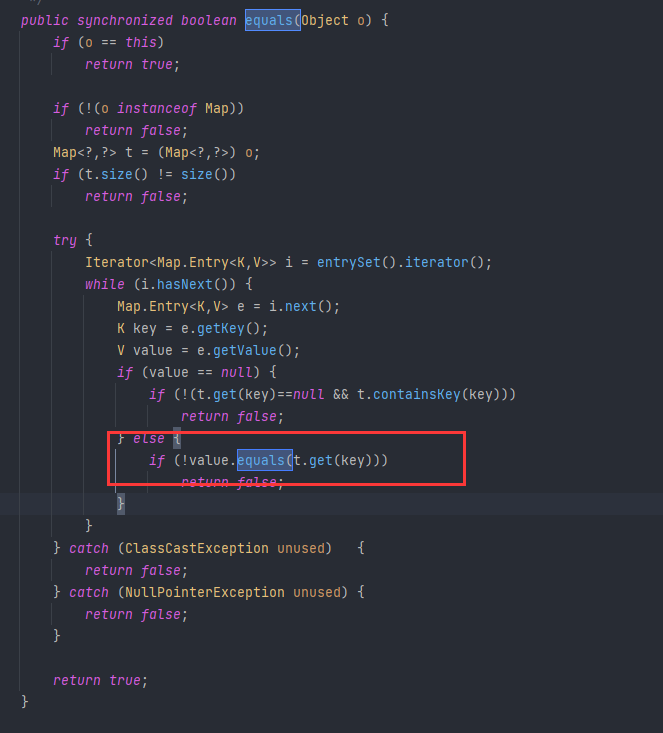 */
public synchronized boolean equals(Object o) {
    if (o == this)
        return true;

    if (!(o instanceof Map))
        return false;
    Map<?,?> t = (Map<?,?>) o;
    if (t.size() != size())
        return false;

    try {
        Iterator<Map.Entry<K,V>> i = entrySet().iterator();
        while (i.hasNext()) {
            Map.Entry<K,V> e = i.next();
            K key = e.getKey();
            V value = e.getValue();
            if (value == null) {
                if (!(t.get(key)==null && t.containsKey(key)))
                    return false;
            } else {
                if (!value.equals(t.get(key)))
                    return false;
            }
        }
    } catch (ClassCastException unused)   {
        return false;
    } catch (NullPointerException unused) {
        return false;
    }

    return true;
}